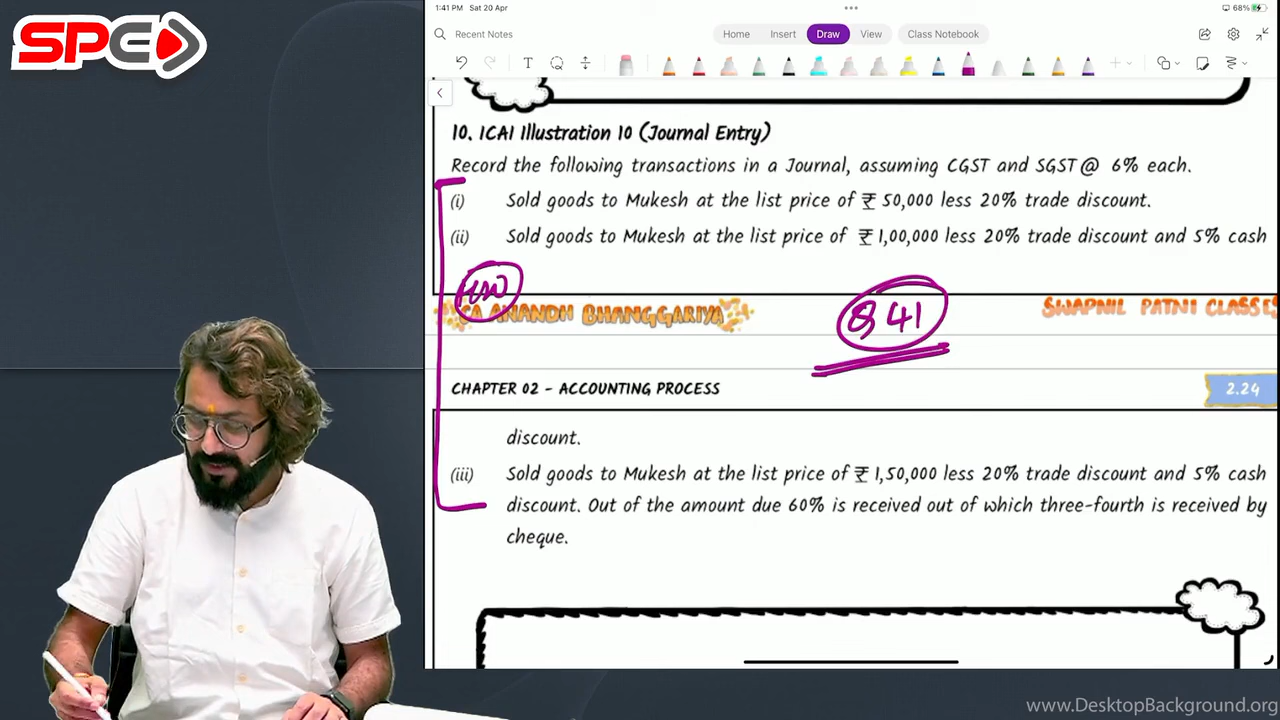 SPC
1:41 PM Sat 20 Apr
68%
Recent Notes
Home Insert Draw View Class Notebook
10. ICAI Illustration 10 (Journal Entry)
Record the following transactions in a Journal, assuming CGST and SGST@ 6% each.
(i) Sold goods to Mukesh at the list price of ₹ 50,000 less 20% trade discount.
(ii) Sold goods to Mukesh at the list price of ₹ 1,00,000 less 20% trade discount and 5% cash
HW
CA ANANDH BHANGGARIYA
41
SWAPNIL PATNI CLASSES
CHAPTER 02 - ACCOUNTING PROCESS
2.24
discount.
(iii) Sold goods to Mukesh at the list price of ₹ 1,50,000 less 20% trade discount and 5% cash
discount. Out of the amount due 60% is received out of which three-fourth is received by
cheque.
www.DesktopBackground.org